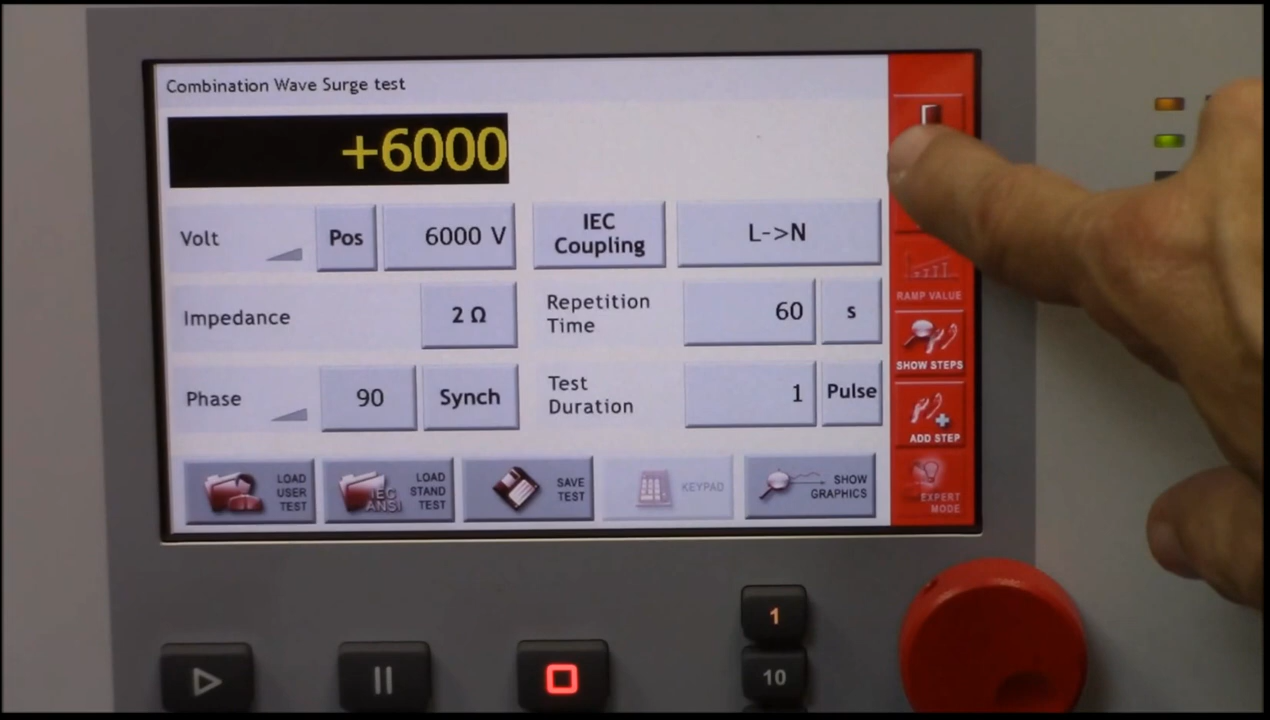 Combination Wave Surge test
+6000
Volt
Pos
6000 V
IEC
Coupling
L->N
Impedance
2 Ω
Repetition
Time
60
s
Phase
90
Synch
Test
Duration
1
Pulse
LOAD
USER
TEST
IEC
ANSI
LOAD
STAND
TEST
SAVE
TEST
KEYPAD
SHOW
GRAPHICS
RAMP VALUE
SHOW STEPS
ADD STEP
EXPERT
MODE
1
10